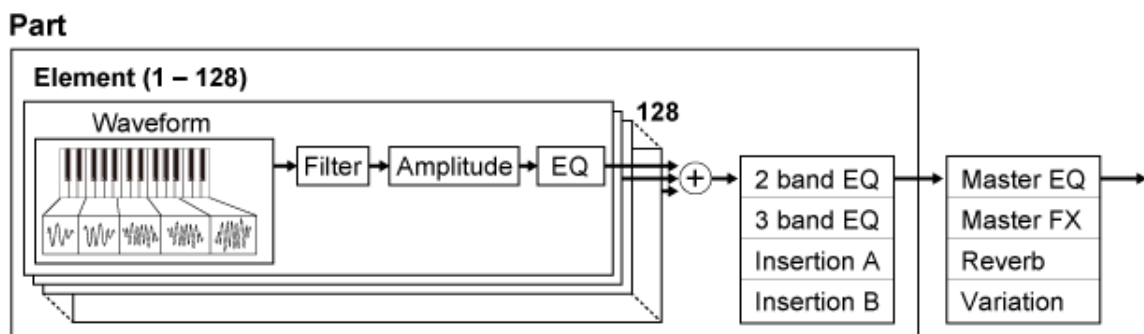 Part
Element (1 – 128)
128
Waveform
Filter
Amplitude
EQ
+
2 band EQ
3 band EQ
Insertion A
Insertion B
Master EQ
Master FX
Reverb
Variation